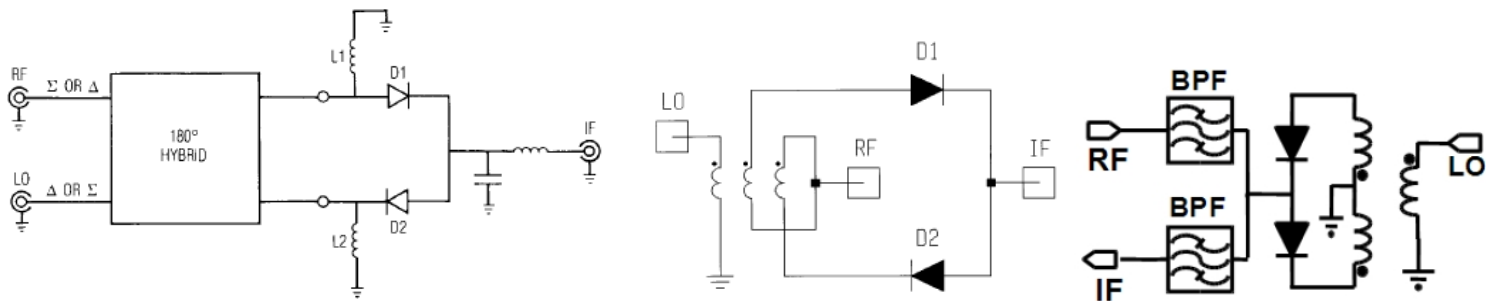 L1
RF
Σ OR Δ
D1
180°
HYBRID
IF
LO
Δ OR Σ
D2
L2
D1
LO
RF
IF
D2
BPF
RF
LO
BPF
IF